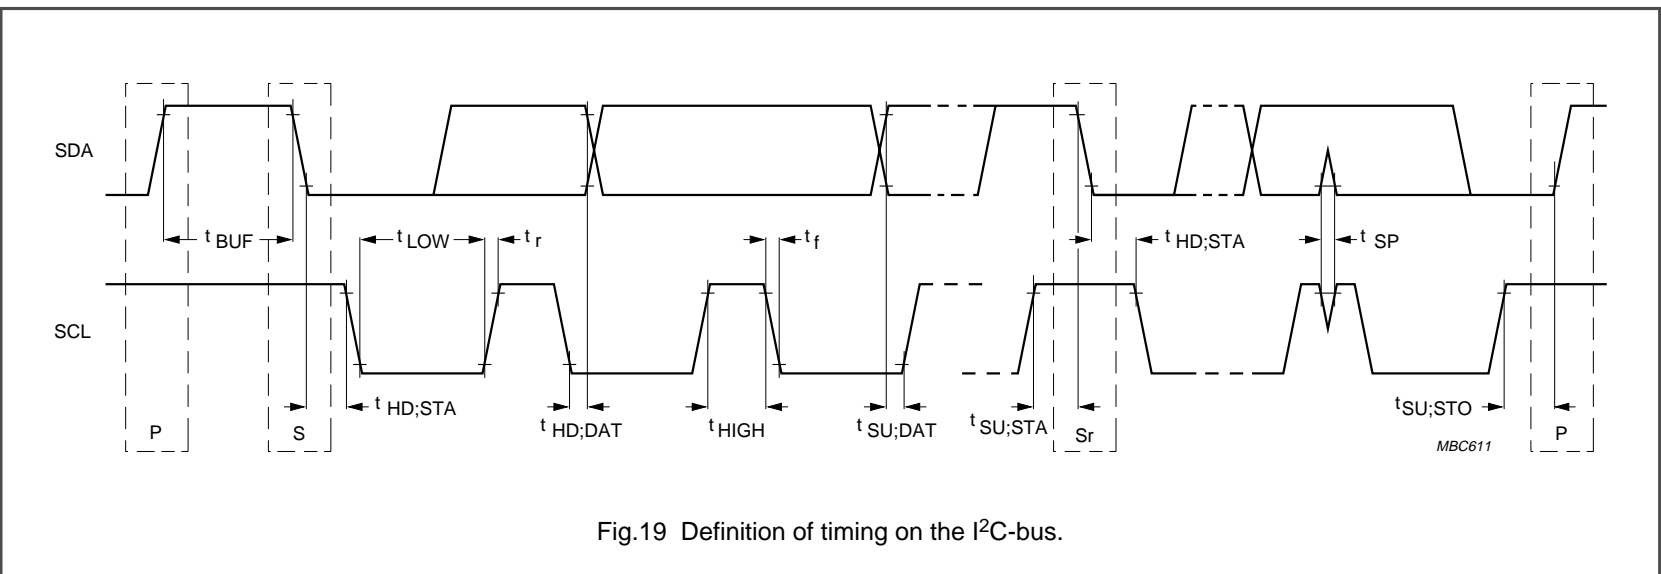 SDA
t BUF
t LOW
t r
t f
t HD;STA
t SP
SCL
t HD;STA
t HD;DAT
t HIGH
t SU;DAT
t SU;STA
t SU;STO
P
S
Sr
P
MBC611
Fig.19 Definition of timing on the I²C-bus.